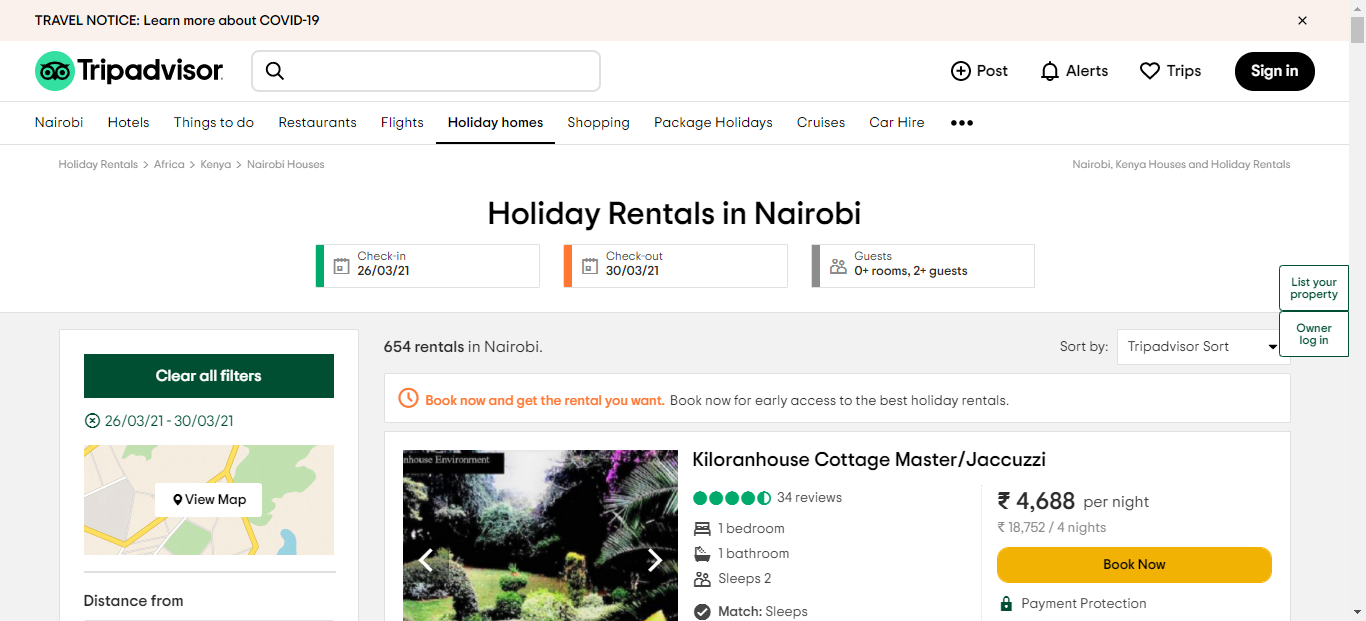 TRAVEL NOTICE: Learn more about COVID-19
Tripadvisor
Post
Alerts
Trips
Sign in
Nairobi
Hotels
Things to do
Restaurants
Flights
Holiday homes
Shopping
Package Holidays
Cruises
Car Hire
Holiday Rentals > Africa > Kenya > Nairobi Houses
Nairobi, Kenya Houses and Holiday Rentals
Holiday Rentals in Nairobi
Check-in
26/03/21
Check-out
30/03/21
Guests
0+ rooms, 2+ guests
List your
property
Owner
log in
Clear all filters
26/03/21 - 30/03/21
View Map
Distance from
654 rentals in Nairobi.
Sort by:
Tripadvisor Sort
Book now and get the rental you want. Book now for early access to the best holiday rentals.
nhouse Environment
Kiloranhouse Cottage Master/Jaccuzzi
34 reviews
1 bedroom
1 bathroom
Sleeps 2
Match: Sleeps
₹ 4,688 per night
₹ 18,752 / 4 nights
Book Now
Payment Protection